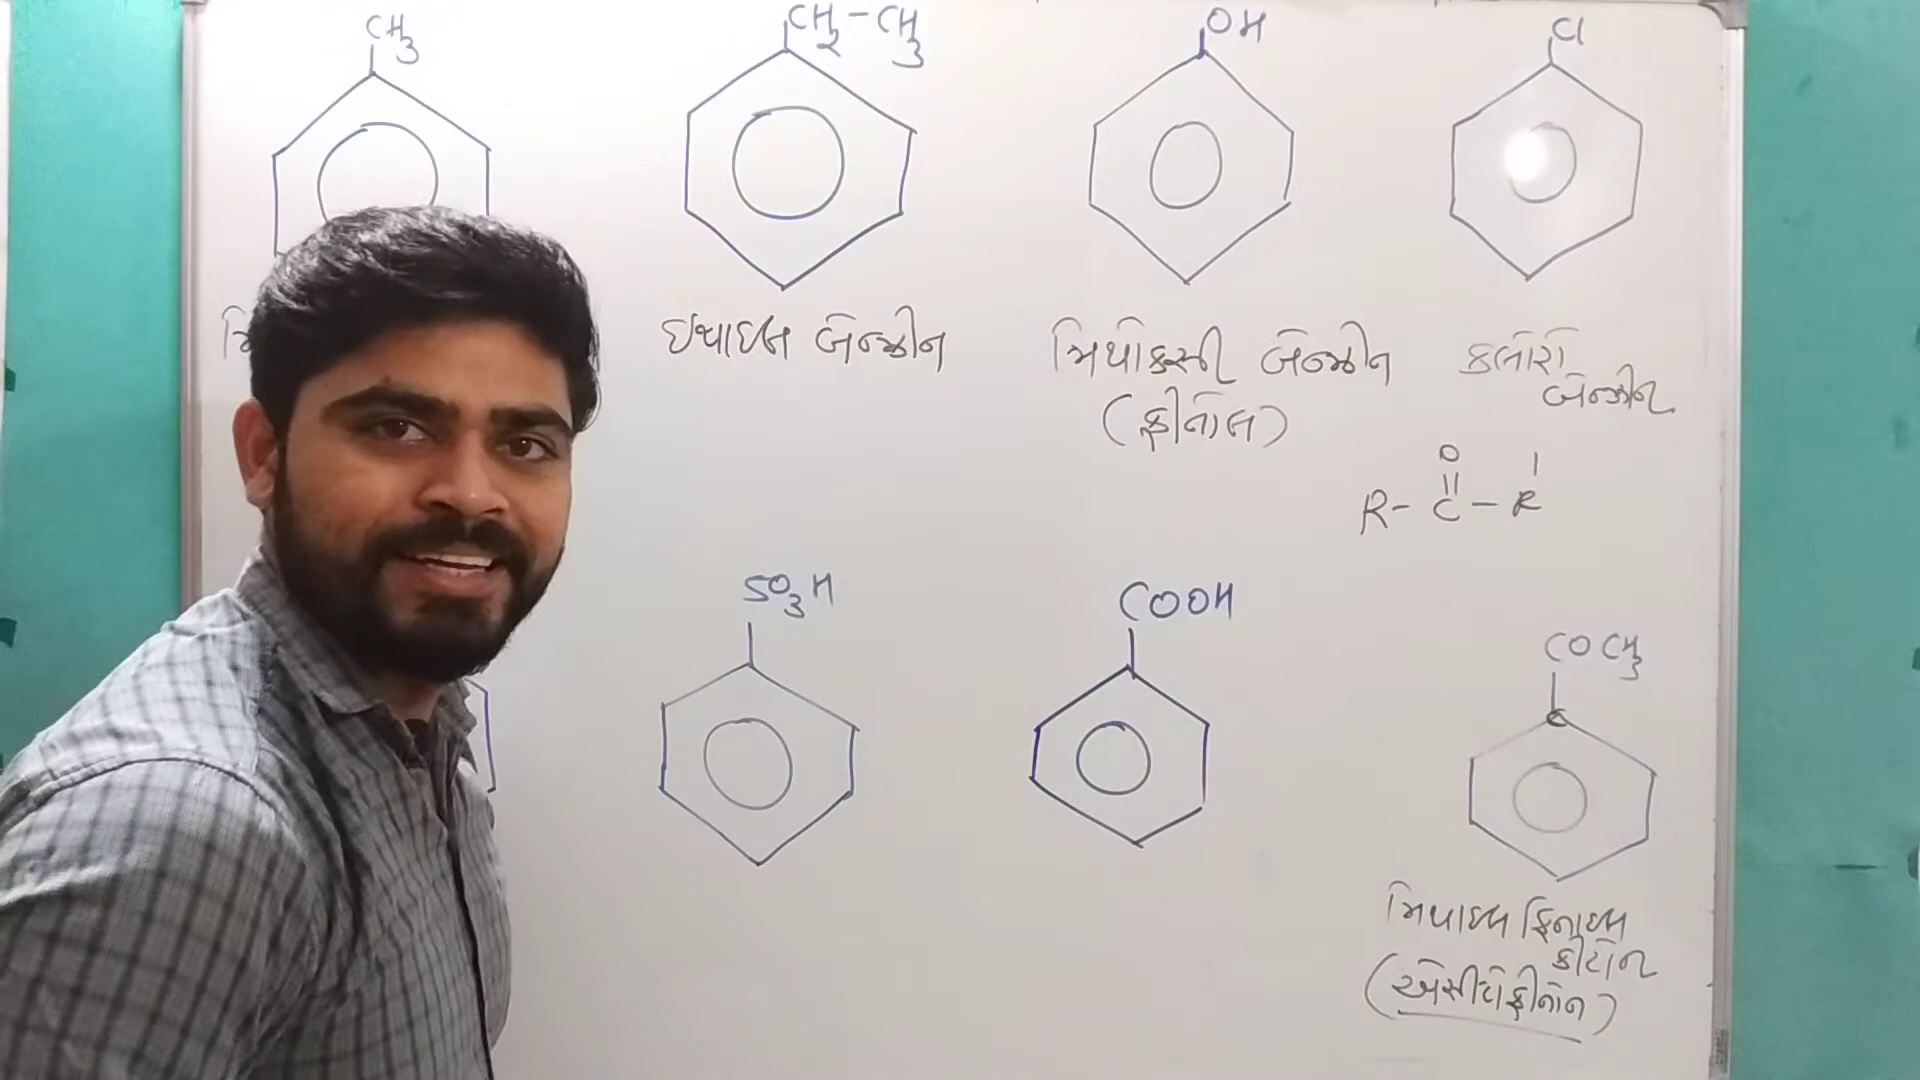 CH3
CH2-CH3
OH
Cl
મિ
ઇથાઇલ બેન્ઝીન
મિથોક્સી બેન્ઝીન
(ફીનોલ)
ક્લોરો
બેન્ઝીન
O
R-C-R'
SO3H
COOH
COCH3
મિથાઇલ ફિનાઇલ
કીટોન
(એસીટોફીનોન)